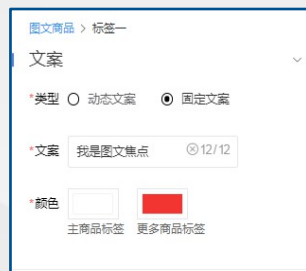 图文商品 > 标签一
文案
*类型 动态文案 固定文案
*文案 我是图文焦点 12/12
*颜色
主商品标签 更多商品标签